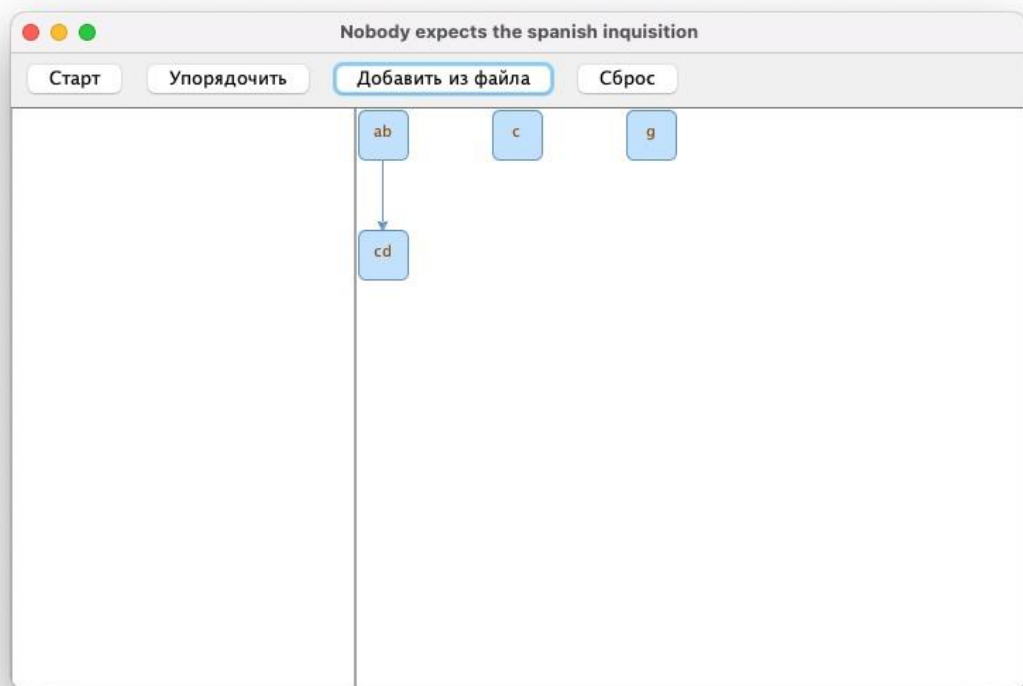 Nobody expects the spanish inquisition
Старт Упорядочить Добавить из файла Сброс
ab c g
cd